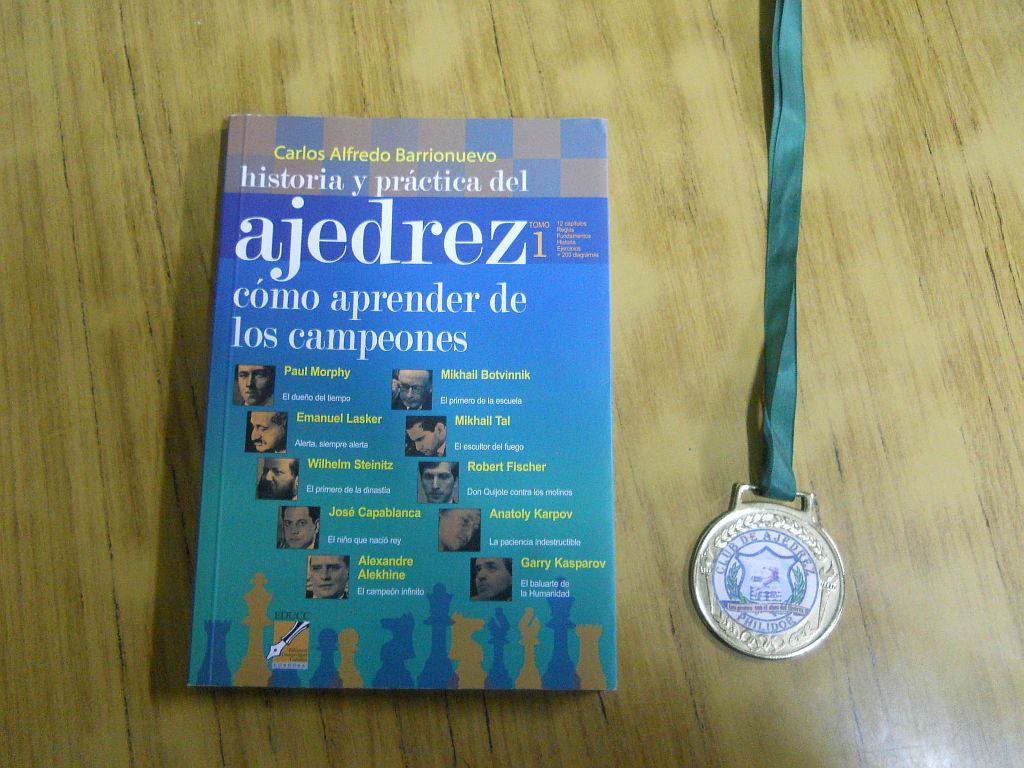 Carlos Alfredo Barrionuevo
historia y práctica del
ajedrez
TOMO
1
12 capítulos
Reglas
Fundamentos
Historia
Ejercicios
+ 200 diagramas
cómo aprender de
los campeones
Paul Morphy
El dueño del tiempo
Mikhail Botvinnik
El primero de la escuela
Emanuel Lasker
Alerta, siempre alerta
Mikhail Tal
El escultor del fuego
Wilhelm Steinitz
El primero de la dinastía
Robert Fischer
Don Quijote contra los molinos
José Capablanca
El niño que nació rey
Anatoly Karpov
La paciencia indestructible
Alexandre
Alekhine
El campeón infinito
Garry Kasparov
El baluarte de
la Humanidad
EDUCC
CÓRDOBA
CLUB DE AJEDREZ
PHILIDOR